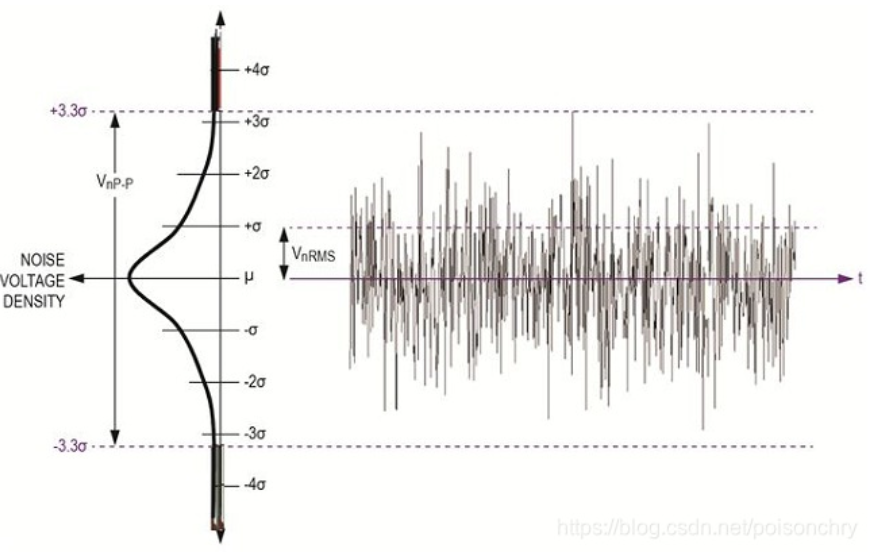 +4σ
+3.3σ
+3σ
+2σ
VnP-P
+σ
VnRMS
NOISE
VOLTAGE
DENSITY
μ
t
-σ
-2σ
-3σ
-3.3σ
-4σ
https://blog.csdn.net/poisonchry